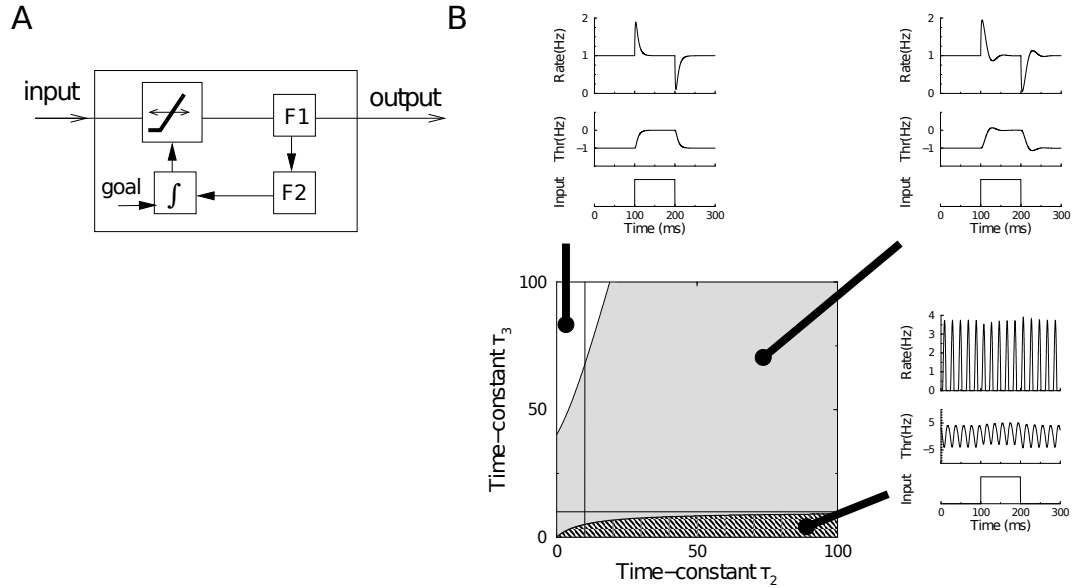 A
input
output
F1
goal
∫
F2
B
Rate(Hz)
2
1
0
Thr(Hz)
0
−1
Input
0
100
200
300
Time (ms)
Rate(Hz)
2
1
0
Thr(Hz)
0
−1
Input
0
100
200
300
Time (ms)
Time−constant τ3
100
50
0
0
50
100
Time−constant τ2
Rate(Hz)
4
3
2
1
0
Thr(Hz)
5
−5
Input
0
100
200
300
Time (ms)